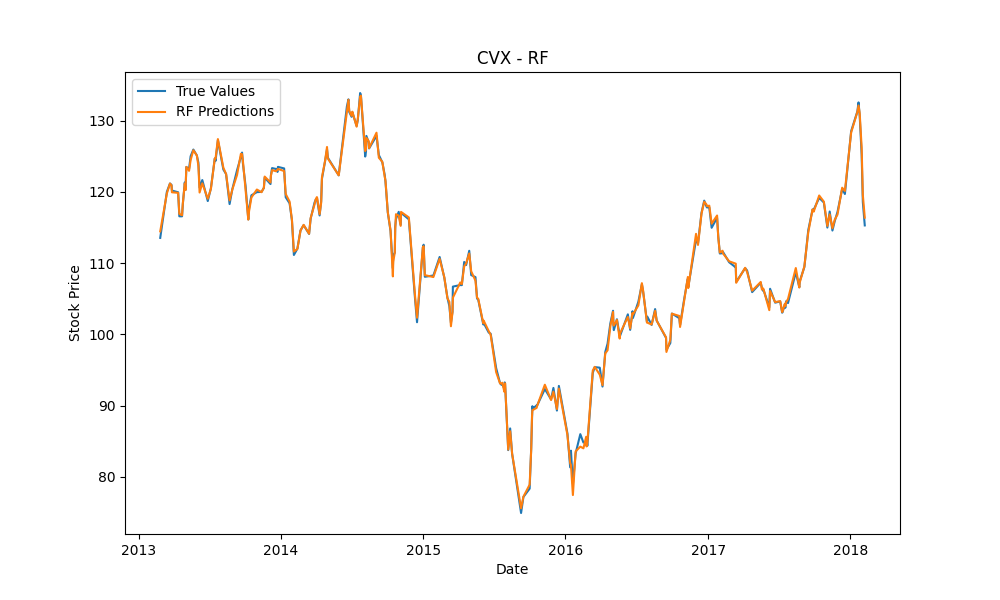 CVX - RF
True Values
RF Predictions
Stock Price
130
120
110
100
90
80
2013
2014
2015
2016
2017
2018
Date